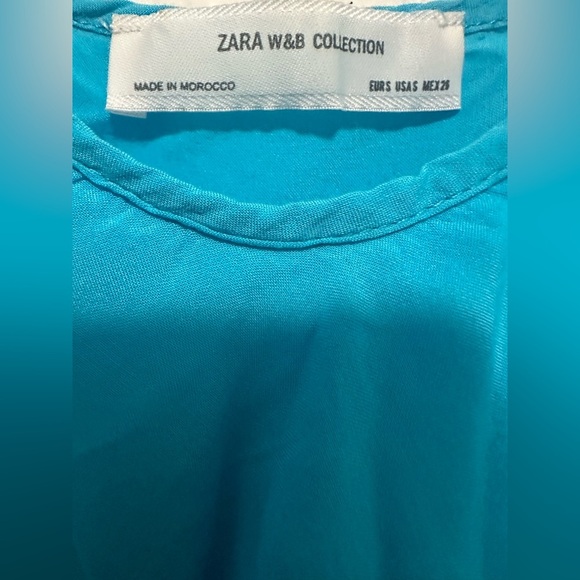 ZARA W&B COLLECTION
MADE IN MOROCCO EUR S USA S MEX 26